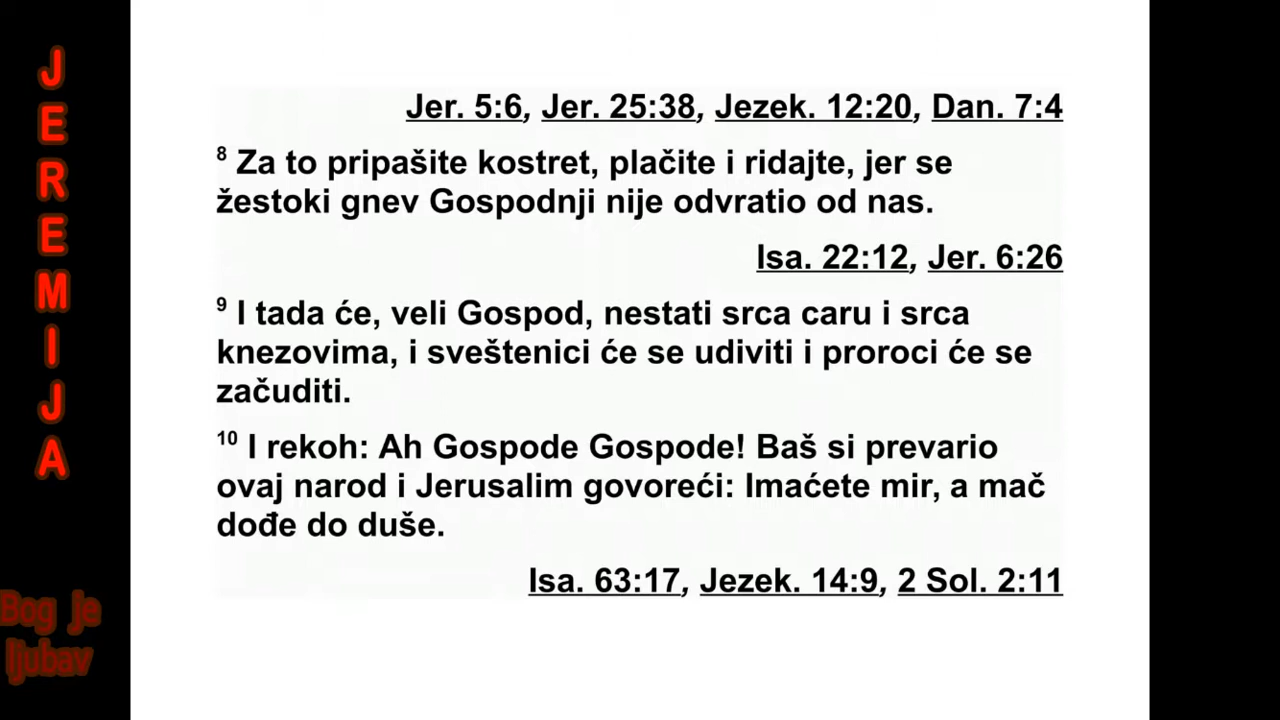 JEREMIJA
Bog je
ljubav
Jer. 5:6, Jer. 25:38, Jezek. 12:20, Dan. 7:4
8 Za to pripašite kostret, plačite i ridajte, jer se
žestoki gnev Gospodnji nije odvratio od nas.
Isa. 22:12, Jer. 6:26
9 I tada će, veli Gospod, nestati srca caru i srca
knezovima, i sveštenici će se udiviti i proroci će se
začuditi.
10 I rekoh: Ah Gospode Gospode! Baš si prevario
ovaj narod i Jerusalim govoreći: Imaćete mir, a mač
dođe do duše.
Isa. 63:17, Jezek. 14:9, 2 Sol. 2:11